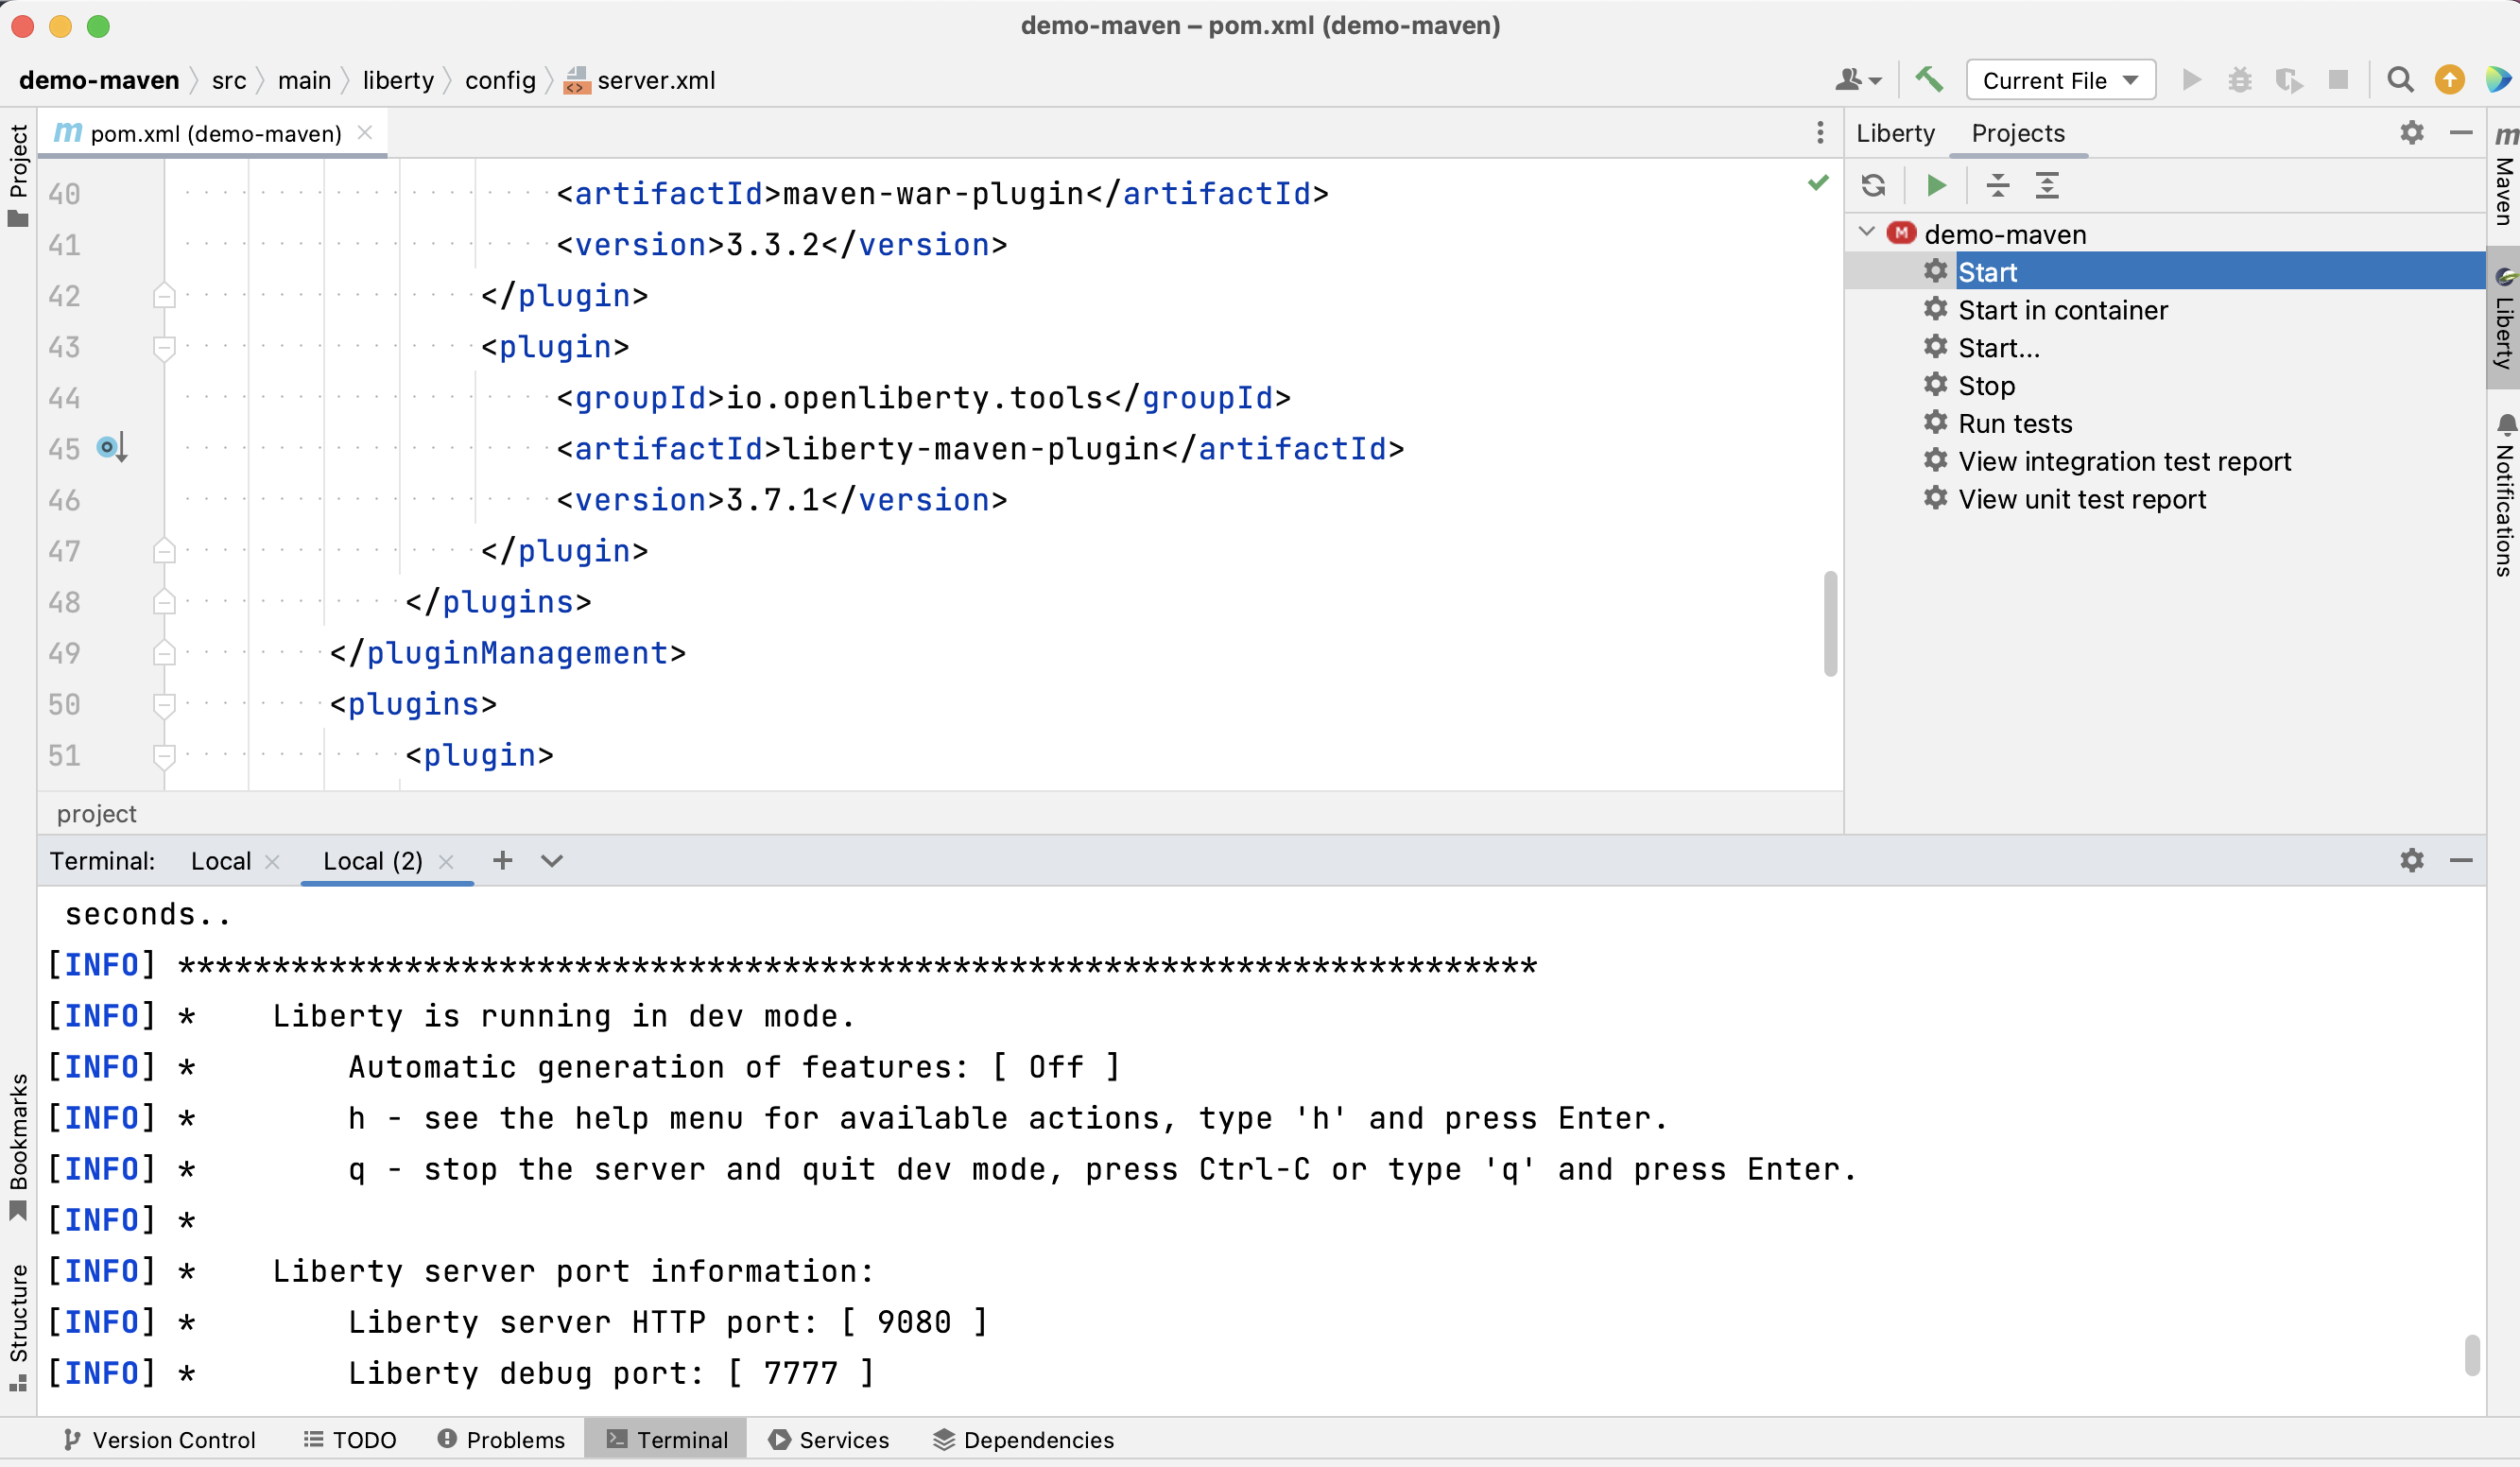 demo-maven – pom.xml (demo-maven)
demo-maven src main liberty config server.xml
Current File
Project
m pom.xml (demo-maven)
40 <artifactId>maven-war-plugin</artifactId>
41 <version>3.3.2</version>
42 </plugin>
43 <plugin>
44 <groupId>io.openliberty.tools</groupId>
45 <artifactId>liberty-maven-plugin</artifactId>
46 <version>3.7.1</version>
47 </plugin>
48 </plugins>
49 </pluginManagement>
50 <plugins>
51 <plugin>
project
Liberty Projects
M demo-maven
Start
Start in container
Start...
Stop
Run tests
View integration test report
View unit test report
m Maven
Liberty
Notifications
Terminal: Local Local (2)
seconds..
[INFO] ************************************************************************
[INFO] * Liberty is running in dev mode.
[INFO] * Automatic generation of features: [ Off ]
[INFO] * h - see the help menu for available actions, type 'h' and press Enter.
[INFO] * q - stop the server and quit dev mode, press Ctrl-C or type 'q' and press Enter.
[INFO] *
[INFO] * Liberty server port information:
[INFO] * Liberty server HTTP port: [ 9080 ]
[INFO] * Liberty debug port: [ 7777 ]
Bookmarks
Structure
Version Control TODO Problems Terminal Services Dependencies